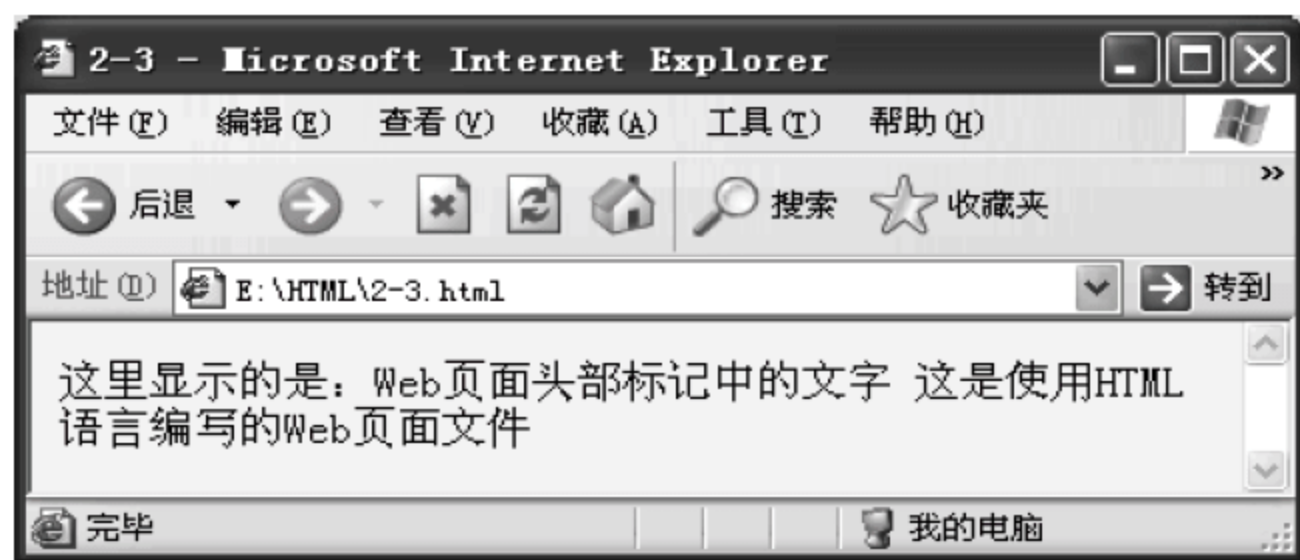 2-3 - Microsoft Internet Explorer
文件(F) 编辑(E) 查看(V) 收藏(A) 工具(T) 帮助(H)
后退 搜索 收藏夹 »
地址(D) E:\HTML\2-3.html 转到
这里显示的是：Web页面头部标记中的文字 这是使用HTML
语言编写的Web页面文件
完毕 我的电脑